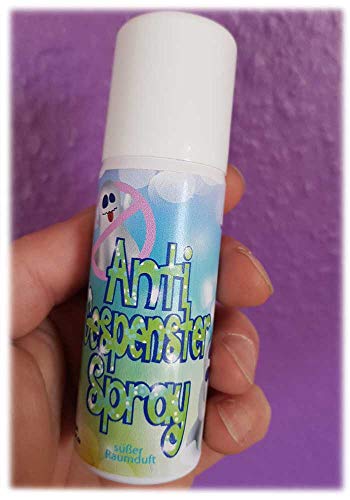 Anti
Gespenster
Spray
süßer
Raumduft